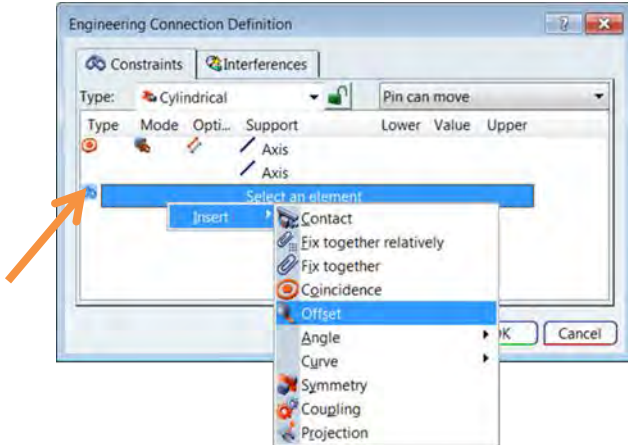 Engineering Connection Definition
Constraints Interferences
Type: Cylindrical Pin can move
Type Mode Opti... Support Lower Value Upper
Axis
Axis
Select an element
Insert Contact
Fix together relatively
Fix together
Coincidence
Offset
Angle
Curve
Symmetry
Coupling
Projection
Cancel